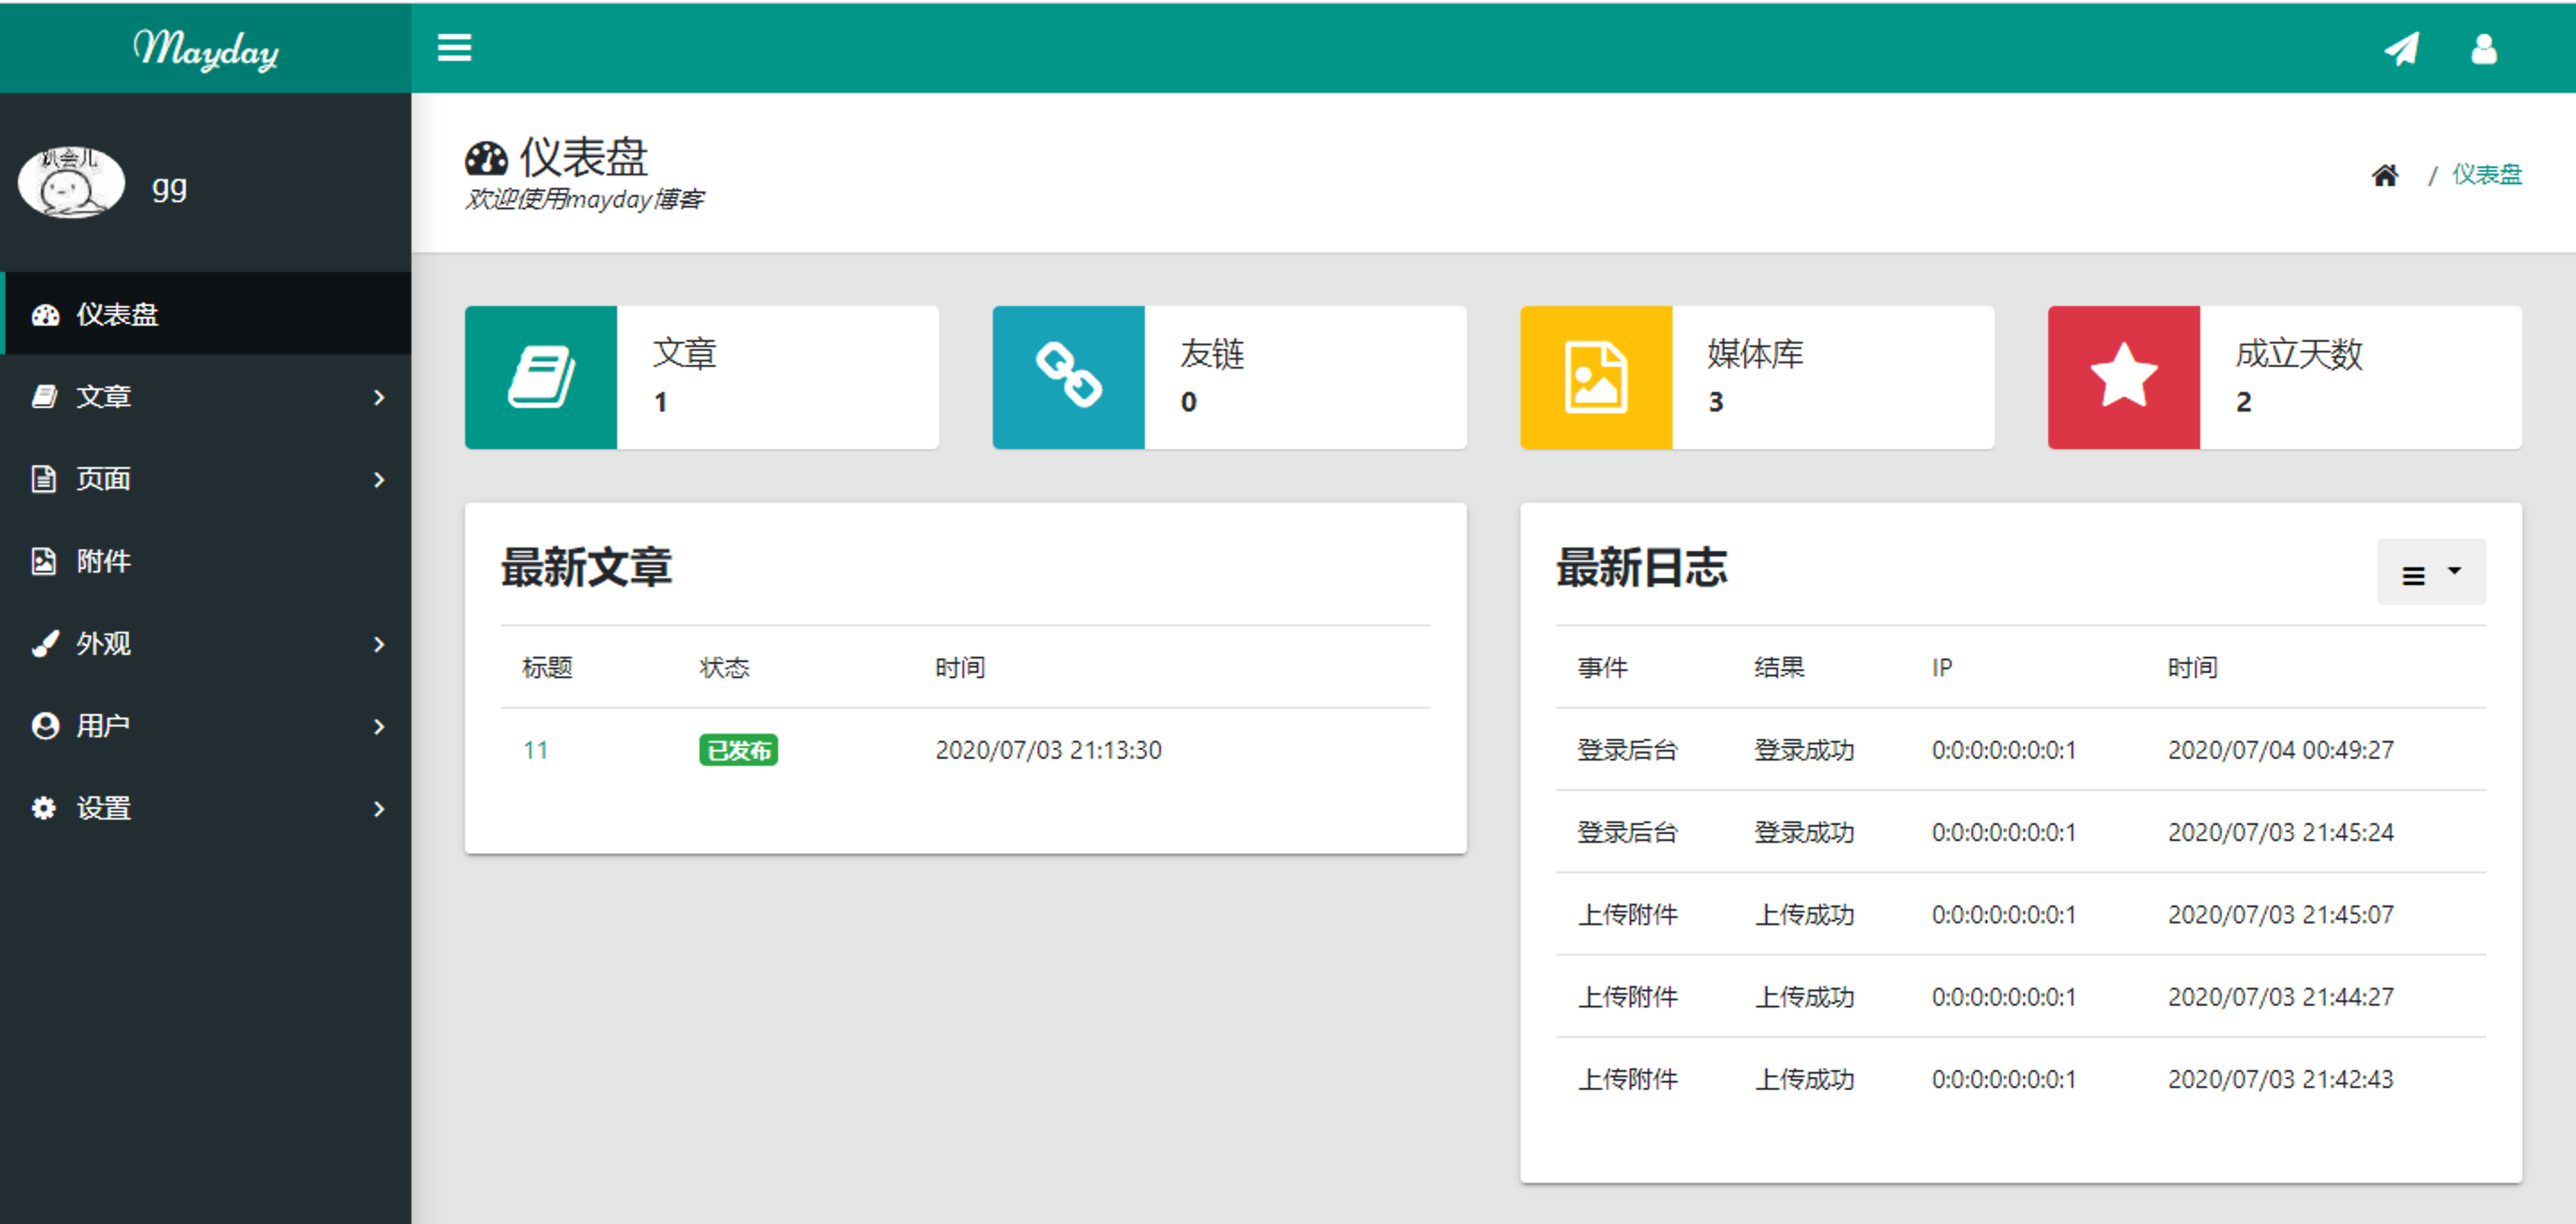 Mayday
趴会儿
gg
仪表盘
文章
页面
附件
外观
用户
设置
仪表盘
欢迎使用mayday博客
/ 仪表盘
文章
1
友链
0
媒体库
3
成立天数
2
最新文章
标题 状态 时间
11 已发布 2020/07/03 21:13:30
最新日志
事件 结果 IP 时间
登录后台 登录成功 0:0:0:0:0:0:0:1 2020/07/04 00:49:27
登录后台 登录成功 0:0:0:0:0:0:0:1 2020/07/03 21:45:24
上传附件 上传成功 0:0:0:0:0:0:0:1 2020/07/03 21:45:07
上传附件 上传成功 0:0:0:0:0:0:0:1 2020/07/03 21:44:27
上传附件 上传成功 0:0:0:0:0:0:0:1 2020/07/03 21:42:43